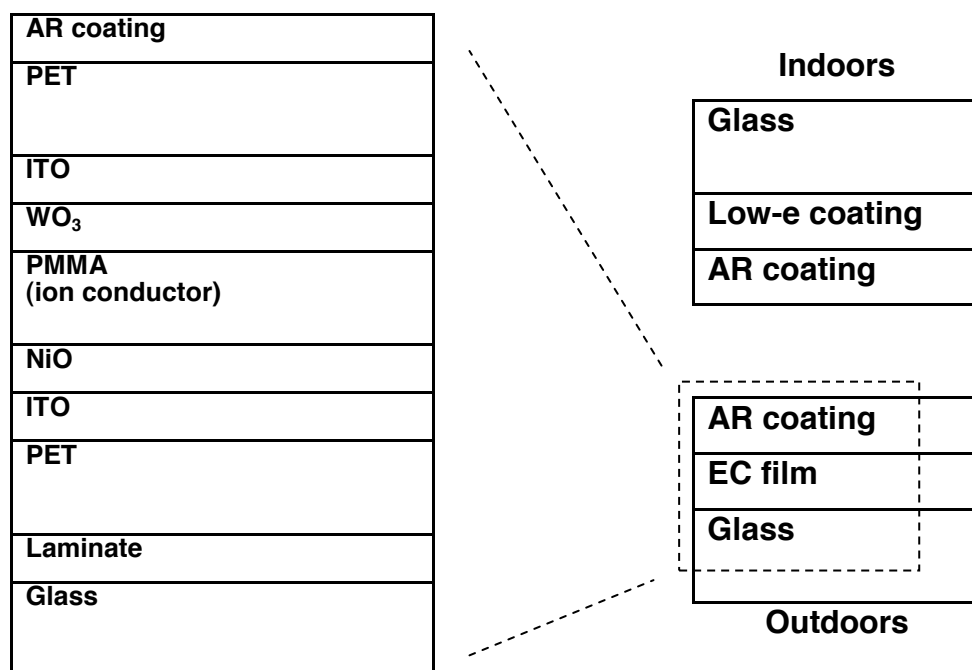 AR coating
PET
ITO
WO₃
PMMA
(ion conductor)
NiO
ITO
PET
Laminate
Glass
Indoors
Glass
Low-e coating
AR coating
AR coating
EC film
Glass
Outdoors